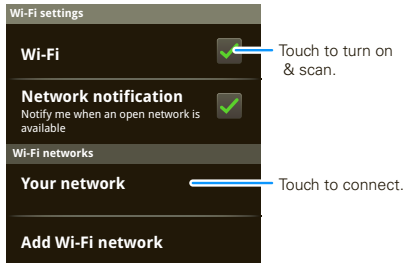 Wi-Fi settings
Wi-Fi
Touch to turn on
& scan.
Network notification
Notify me when an open network is
available
Wi-Fi networks
Your network
Touch to connect.
Add Wi-Fi network